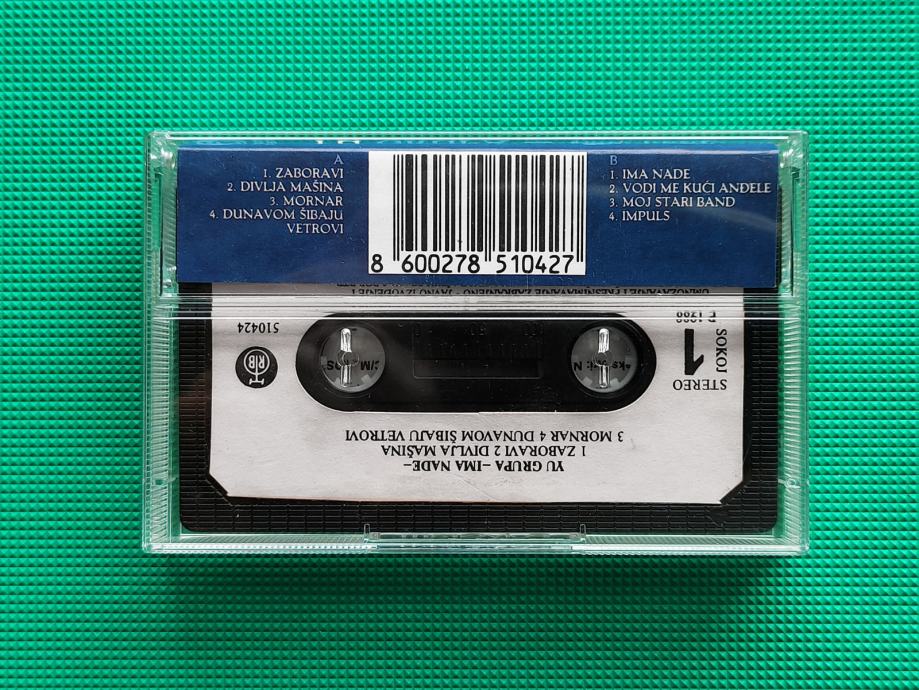 A
1. ZABORAVI
2. DIVLJA MAŠINA
3. MORNAR
4. DUNAVOM ŠIBAJU
VETROVI
8 600278 510427
B
1. IMA NADE
2. VODI ME KUĆI ANĐELE
3. MOJ STARI BAND
4. IMPULS
YU GRUPA -IMA NADE-
1 ZABORAVI 2 DIVLJA MAŠINA
3 MORNAR 4 DUNAVOM ŠIBAJU VETROVI
STEREO
1
SOKOJ
RTB
510424